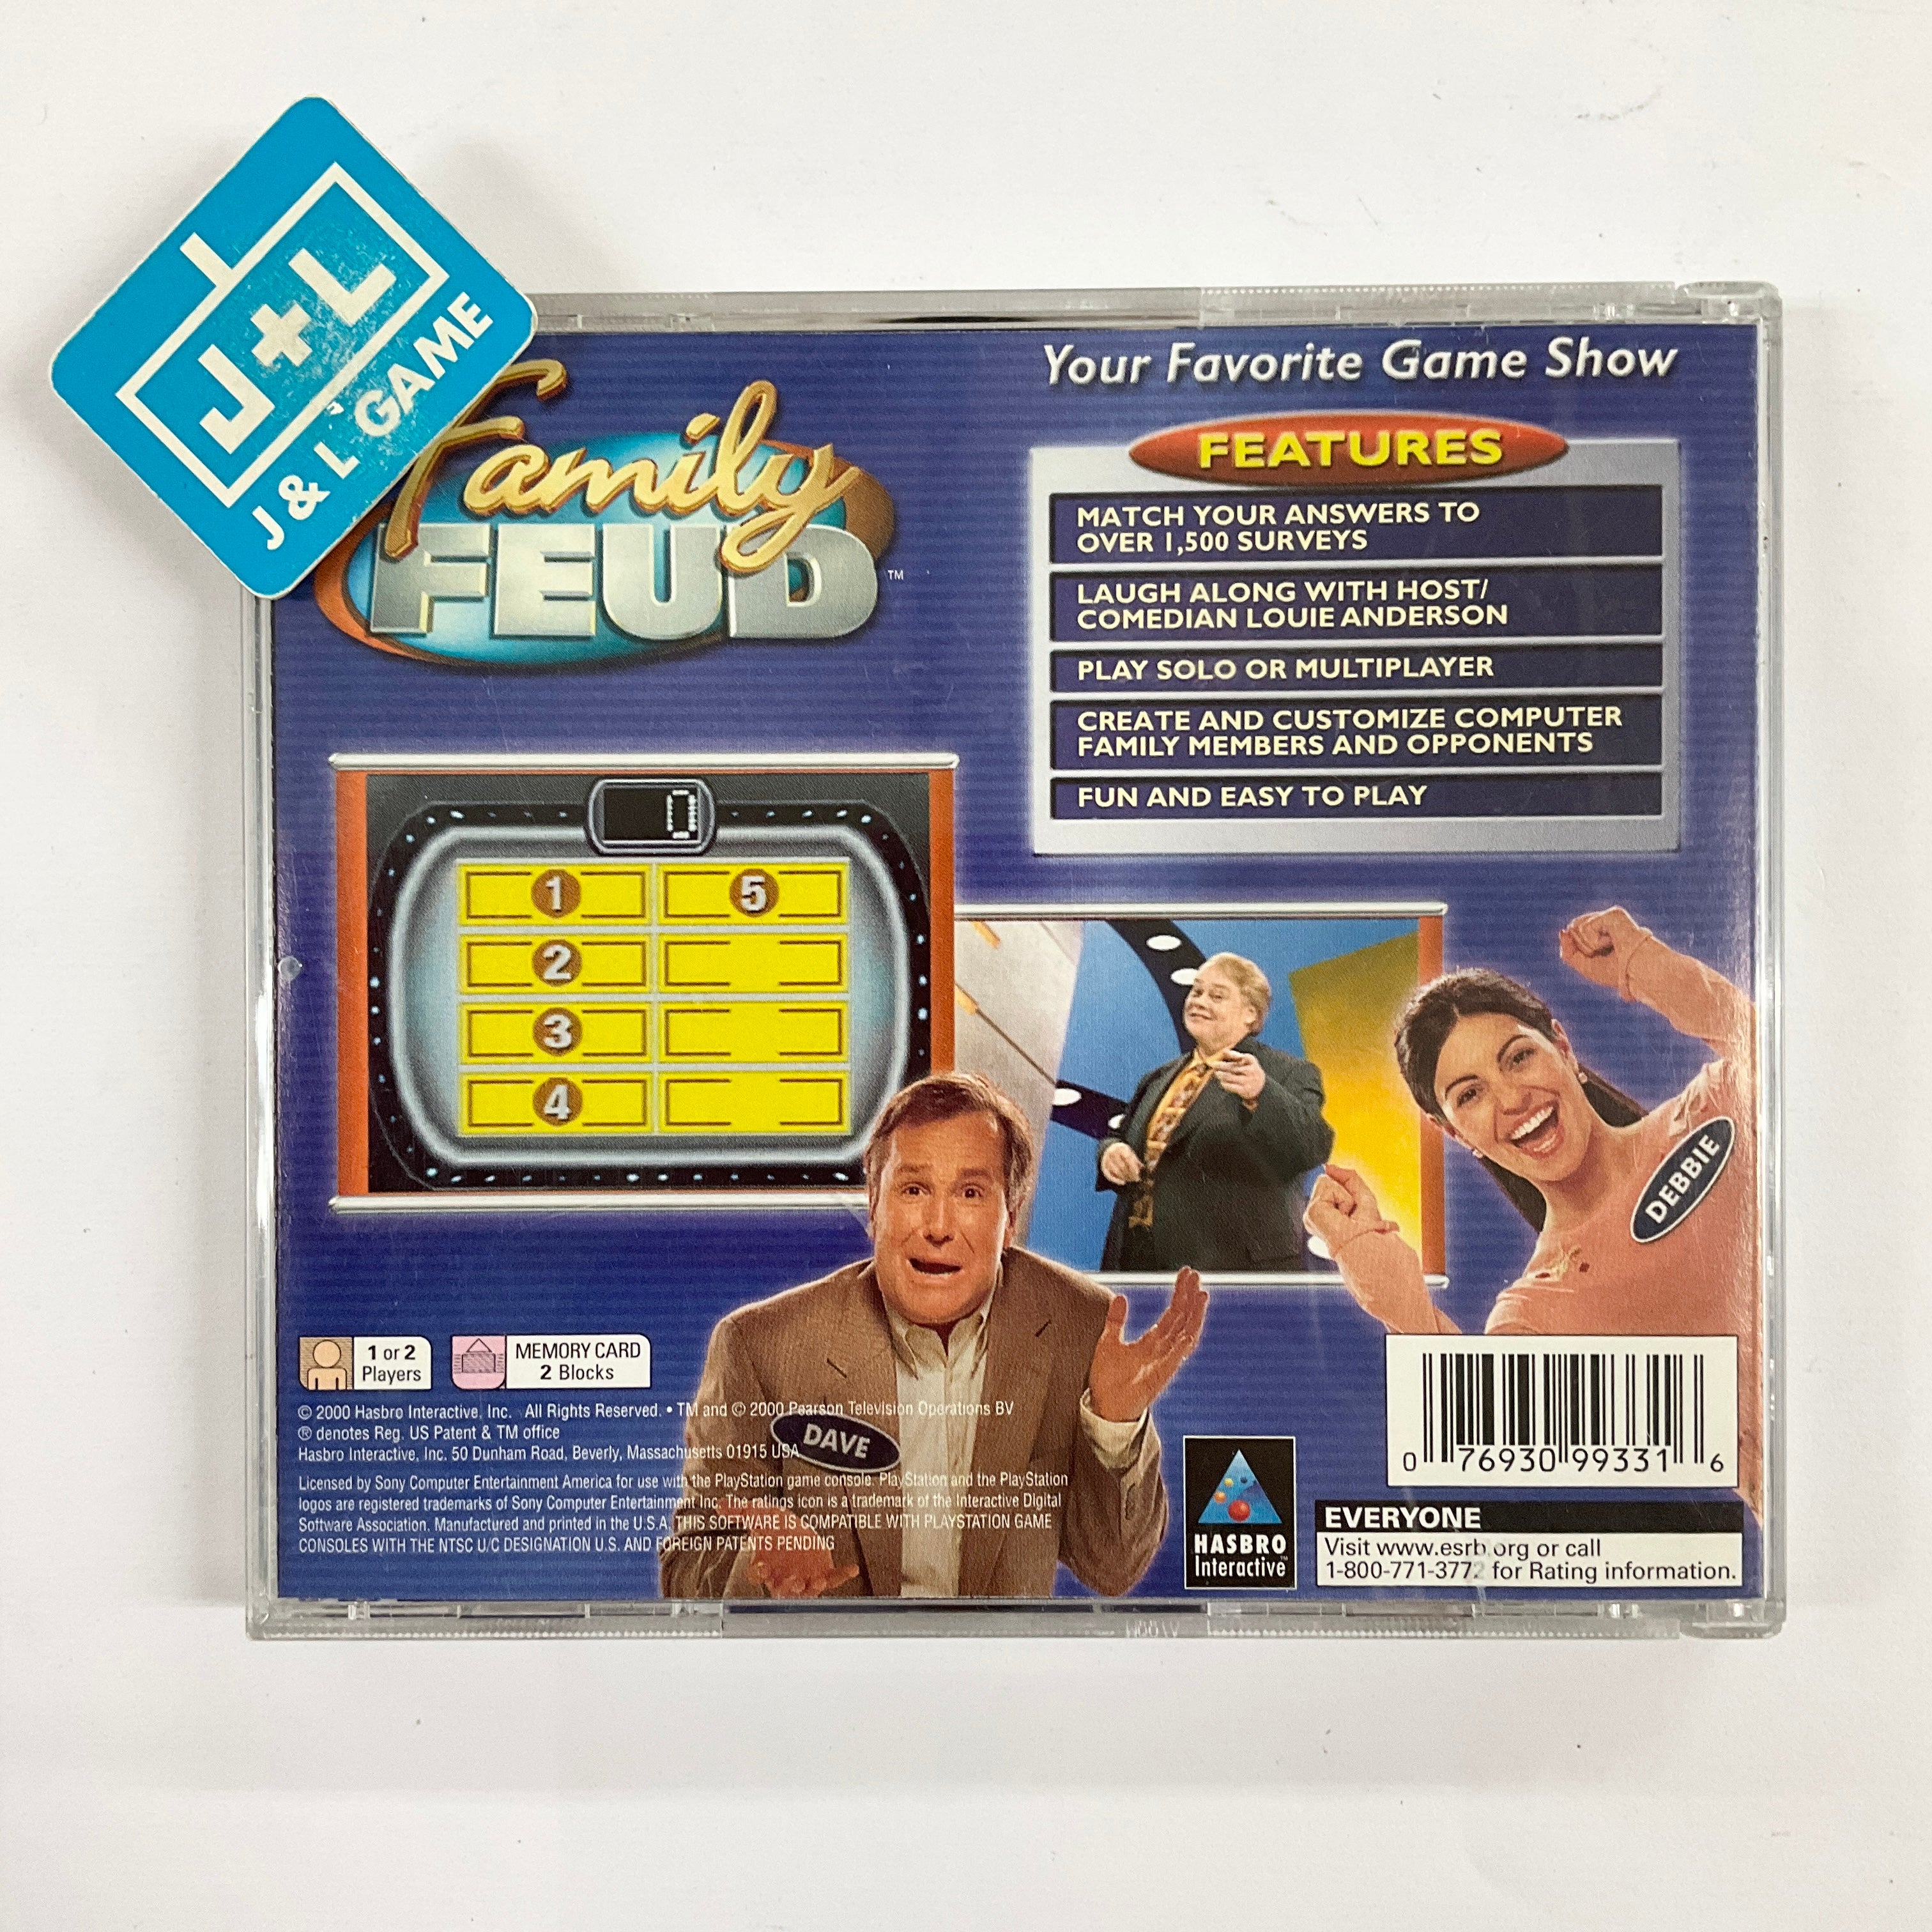 J+L
J & L GAME
Family
FEUD™
Your Favorite Game Show
FEATURES
MATCH YOUR ANSWERS TO
OVER 1,500 SURVEYS
LAUGH ALONG WITH HOST/
COMEDIAN LOUIE ANDERSON
PLAY SOLO OR MULTIPLAYER
CREATE AND CUSTOMIZE COMPUTER
FAMILY MEMBERS AND OPPONENTS
FUN AND EASY TO PLAY
0
1 5
2
3
4
DEBBIE
DAVE
1 or 2
Players
MEMORY CARD
2 Blocks
© 2000 Hasbro Interactive, Inc. All Rights Reserved. • TM and © 2000 Pearson Television Operations BV
® denotes Reg. US Patent & TM office
Hasbro Interactive, Inc. 50 Dunham Road, Beverly, Massachusetts 01915 USA
Licensed by Sony Computer Entertainment America for use with the PlayStation game console. PlayStation and the PlayStation
logos are registered trademarks of Sony Computer Entertainment Inc. The ratings icon is a trademark of the Interactive Digital
Software Association. Manufactured and printed in the U.S.A. THIS SOFTWARE IS COMPATIBLE WITH PLAYSTATION GAME
CONSOLES WITH THE NTSC U/C DESIGNATION U.S. AND FOREIGN PATENTS PENDING
HASBRO
Interactive™
0 76930 99331 6
EVERYONE
Visit www.esrb.org or call
1-800-771-3772 for Rating information.